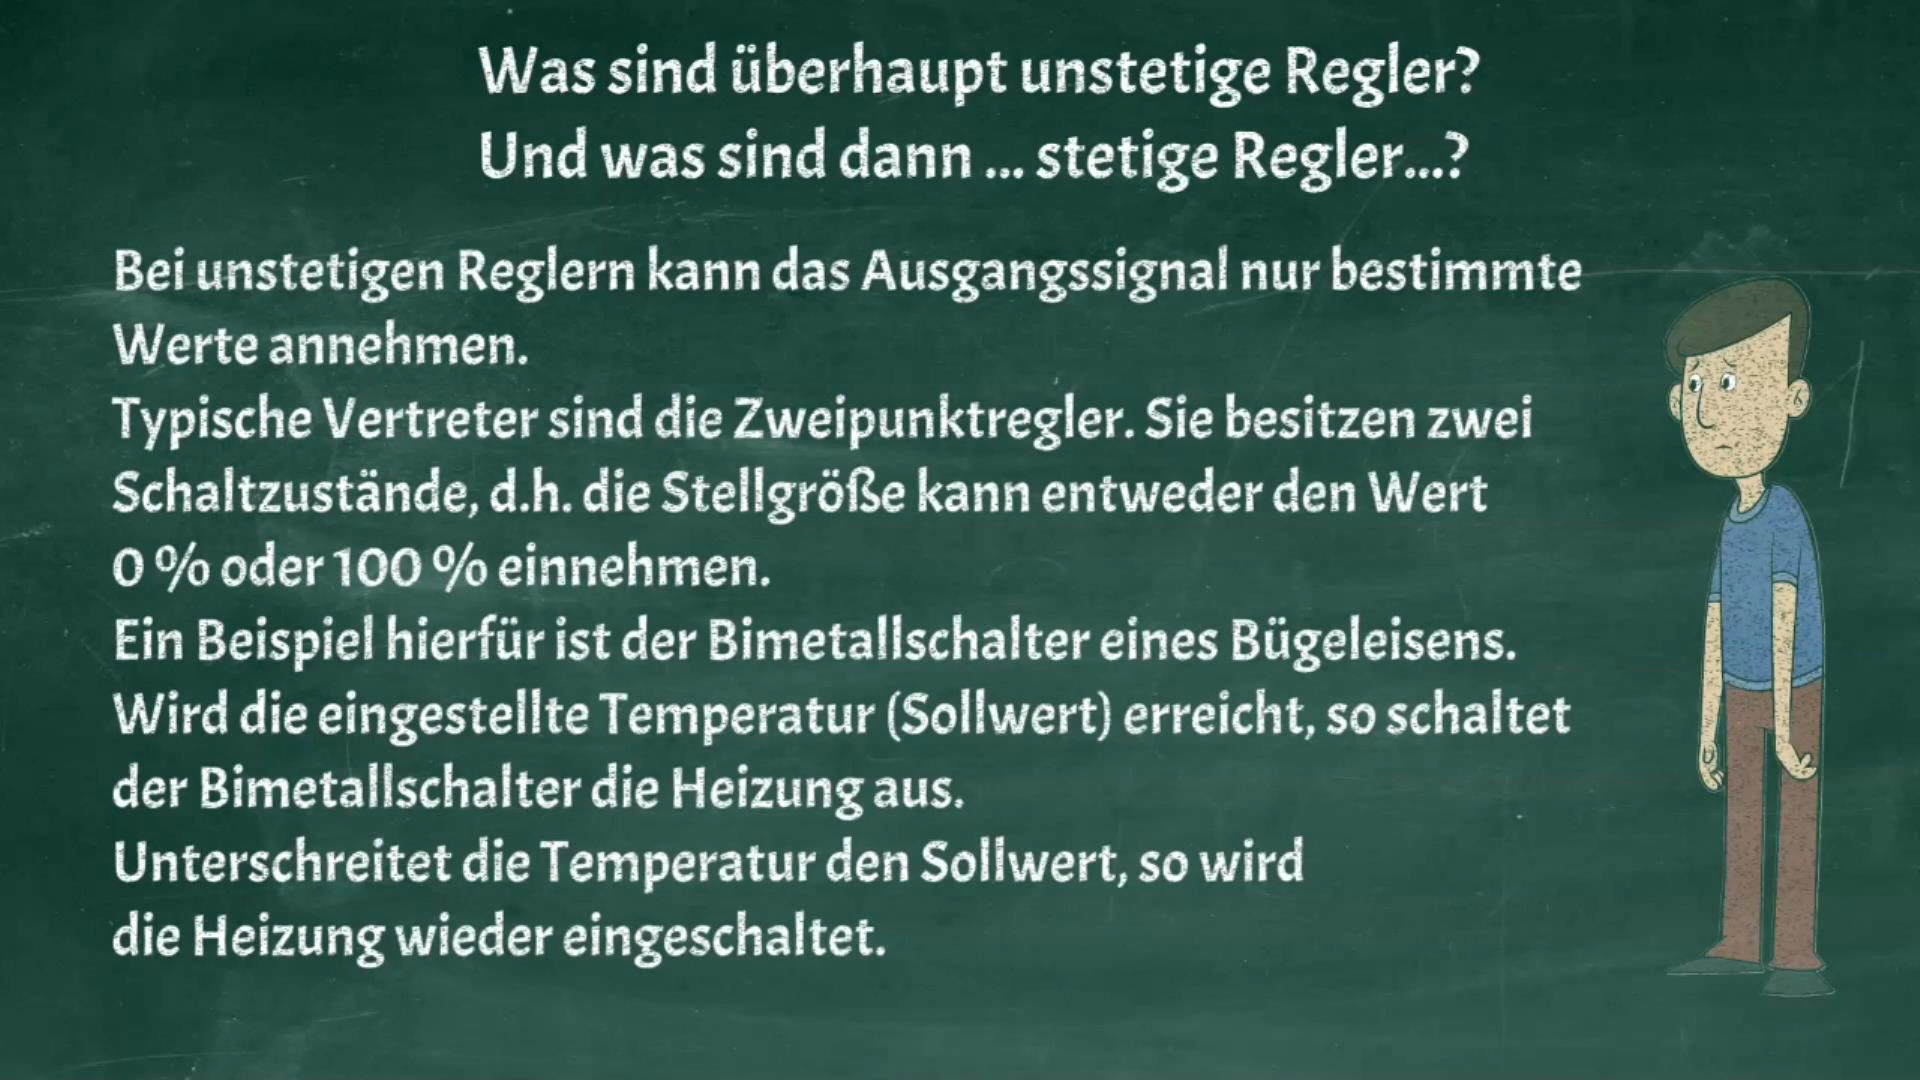 Was sind überhaupt unstetige Regler?
Und was sind dann ... stetige Regler...?
Bei unstetigen Reglern kann das Ausgangssignal nur bestimmte
Werte annehmen.
Typische Vertreter sind die Zweipunktregler. Sie besitzen zwei
Schaltzustände, d.h. die Stellgröße kann entweder den Wert
0 % oder 100 % einnehmen.
Ein Beispiel hierfür ist der Bimetallschalter eines Bügeleisens.
Wird die eingestellte Temperatur (Sollwert) erreicht, so schaltet
der Bimetallschalter die Heizung aus.
Unterschreitet die Temperatur den Sollwert, so wird
die Heizung wieder eingeschaltet.